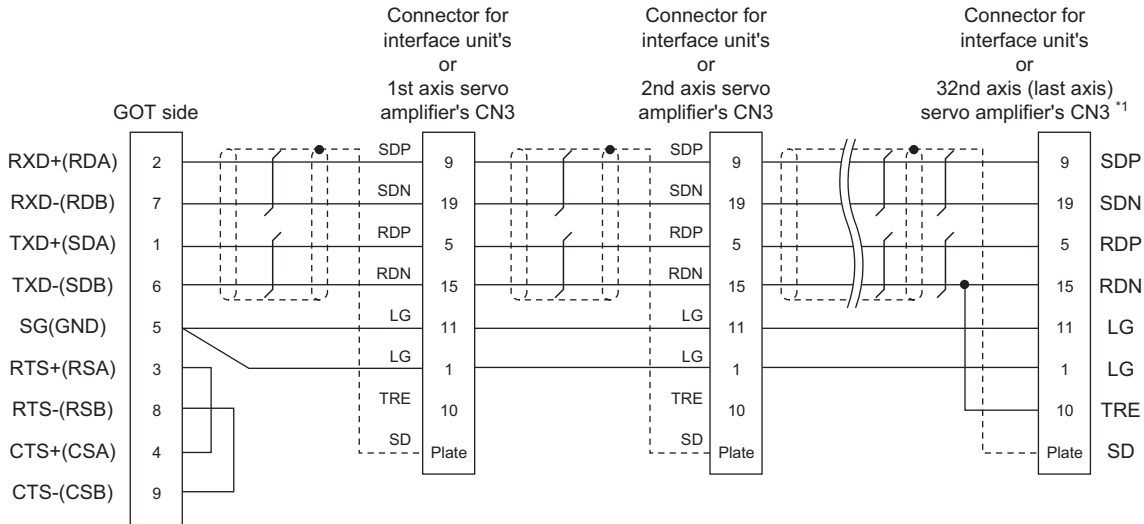 Connector for
interface unit's
or
1st axis servo
amplifier's CN3
Connector for
interface unit's
or
2nd axis servo
amplifier's CN3
Connector for
interface unit's
or
32nd axis (last axis)
servo amplifier's CN3 *1
GOT side
RXD+(RDA) 2 SDP 9 SDP 9 9 SDP
RXD-(RDB) 7 SDN 19 SDN 19 19 SDN
TXD+(SDA) 1 RDP 5 RDP 5 5 RDP
TXD-(SDB) 6 RDN 15 RDN 15 15 RDN
SG(GND) 5 LG 11 LG 11 11 LG
RTS+(RSA) 3 LG 1 LG 1 1 LG
RTS-(RSB) 8 TRE 10 TRE 10 10 TRE
CTS+(CSA) 4 SD Plate SD Plate Plate SD
CTS-(CSB) 9